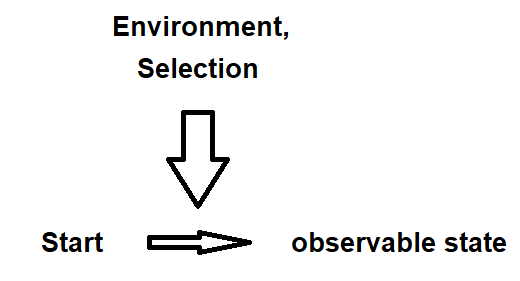 Environment,
Selection
Start observable state